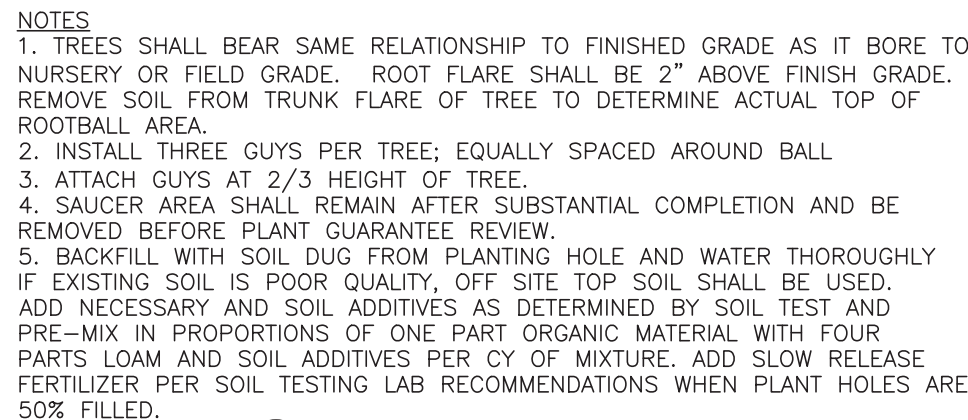 NOTES
1. TREES SHALL BEAR SAME RELATIONSHIP TO FINISHED GRADE AS IT BORE TO
NURSERY OR FIELD GRADE. ROOT FLARE SHALL BE 2” ABOVE FINISH GRADE.
REMOVE SOIL FROM TRUNK FLARE OF TREE TO DETERMINE ACTUAL TOP OF
ROOTBALL AREA.
2. INSTALL THREE GUYS PER TREE; EQUALLY SPACED AROUND BALL
3. ATTACH GUYS AT 2/3 HEIGHT OF TREE.
4. SAUCER AREA SHALL REMAIN AFTER SUBSTANTIAL COMPLETION AND BE
REMOVED BEFORE PLANT GUARANTEE REVIEW.
5. BACKFILL WITH SOIL DUG FROM PLANTING HOLE AND WATER THOROUGHLY
IF EXISTING SOIL IS POOR QUALITY, OFF SITE TOP SOIL SHALL BE USED.
ADD NECESSARY AND SOIL ADDITIVES AS DETERMINED BY SOIL TEST AND
PRE–MIX IN PROPORTIONS OF ONE PART ORGANIC MATERIAL WITH FOUR
PARTS LOAM AND SOIL ADDITIVES PER CY OF MIXTURE. ADD SLOW RELEASE
FERTILIZER PER SOIL TESTING LAB RECOMMENDATIONS WHEN PLANT HOLES ARE
50% FILLED.